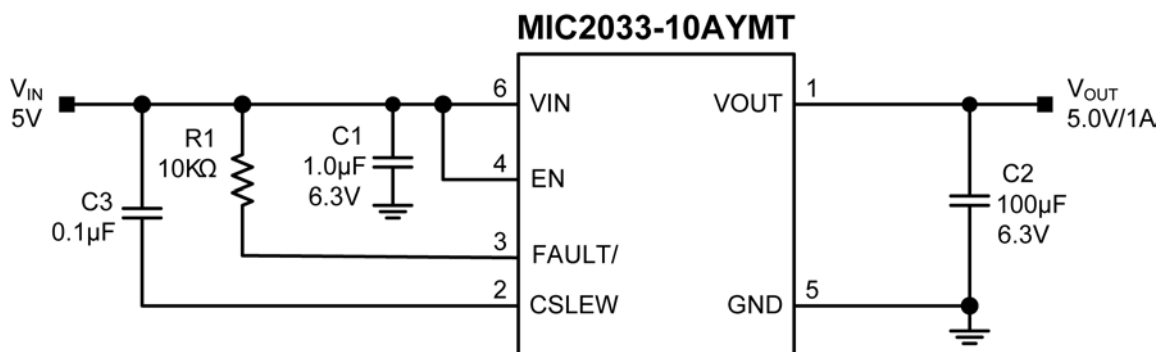 MIC2033-10AYMT
VIN
5V
C3
0.1µF
R1
10KΩ
C1
1.0µF
6.3V
6
VIN
4
EN
3
FAULT/
2
CSLEW
VOUT
1
GND
5
C2
100µF
6.3V
VOUT
5.0V/1A